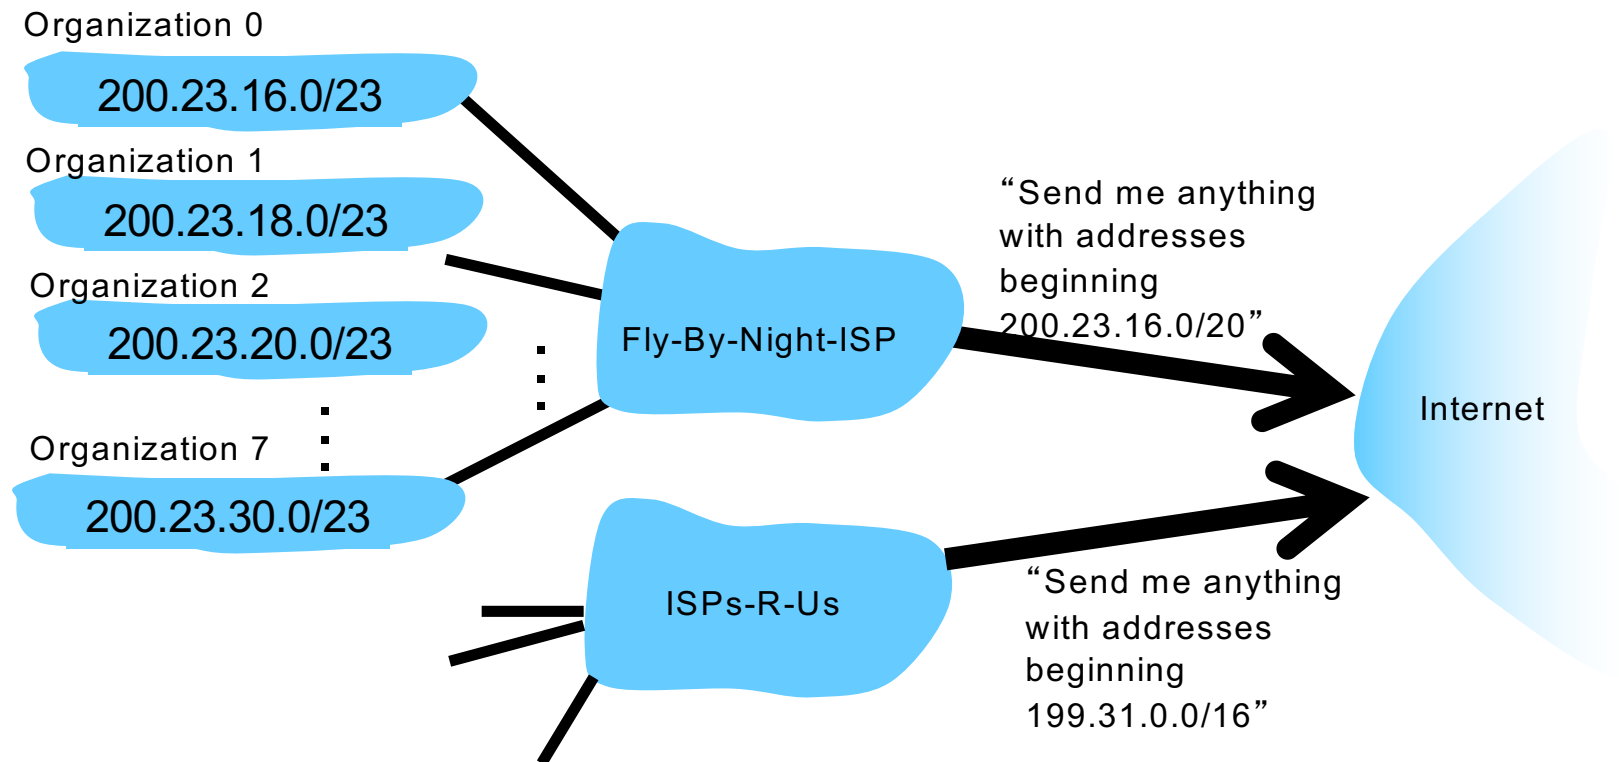 Organization 0
200.23.16.0/23
Organization 1
200.23.18.0/23
Organization 2
200.23.20.0/23
Organization 7
200.23.30.0/23
Fly-By-Night-ISP
“Send me anything
with addresses
beginning
200.23.16.0/20”
Internet
ISPs-R-Us
“Send me anything
with addresses
beginning
199.31.0.0/16”